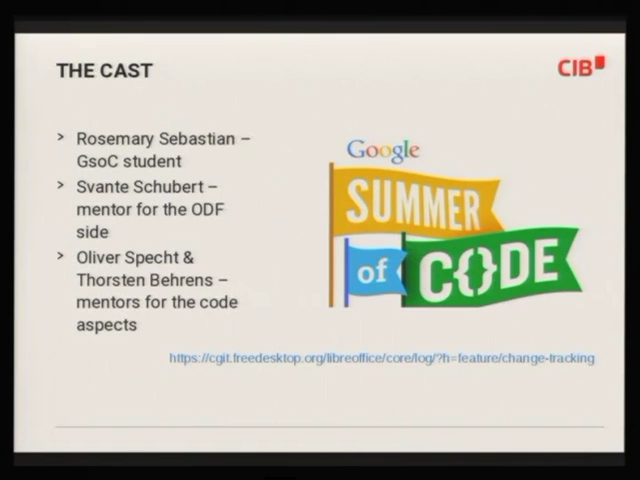 THE CAST
CIB
> Rosemary Sebastian –
GsoC student
> Svante Schubert –
mentor for the ODF
side
> Oliver Specht &
Thorsten Behrens –
mentors for the code
aspects
Google
SUMMER
of C{}DE
https://cgit.freedesktop.org/libreoffice/core/log/?h=feature/change-tracking